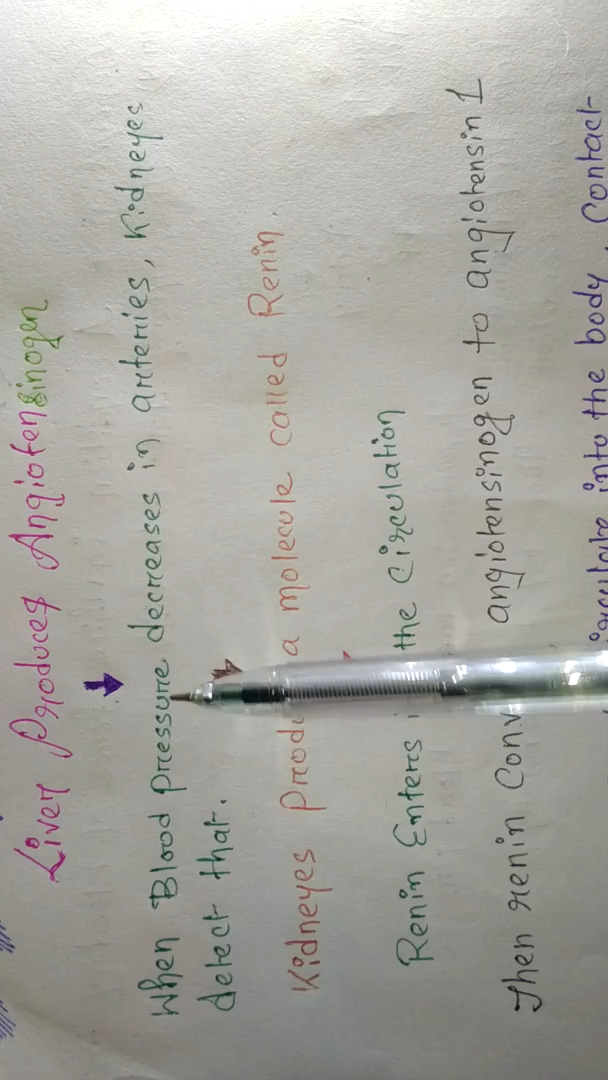 Liver Produces Angiotensinogen
When Blood pressure decreases in arteries, Kidneyes
detect that.
Kidneyes a molecule called Renin.
Renin Enters the Circulation
Then renin angiotensinogen to angiotensin 1
into the body. Contact-